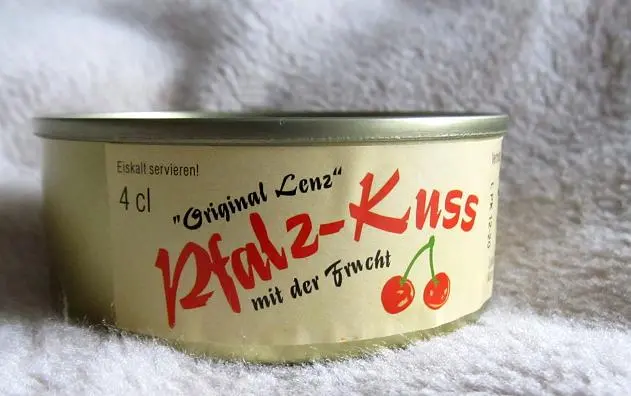 Eiskalt servieren!
4 cl
"Original Lenz"
Pfalz-Kuss
mit der Frucht